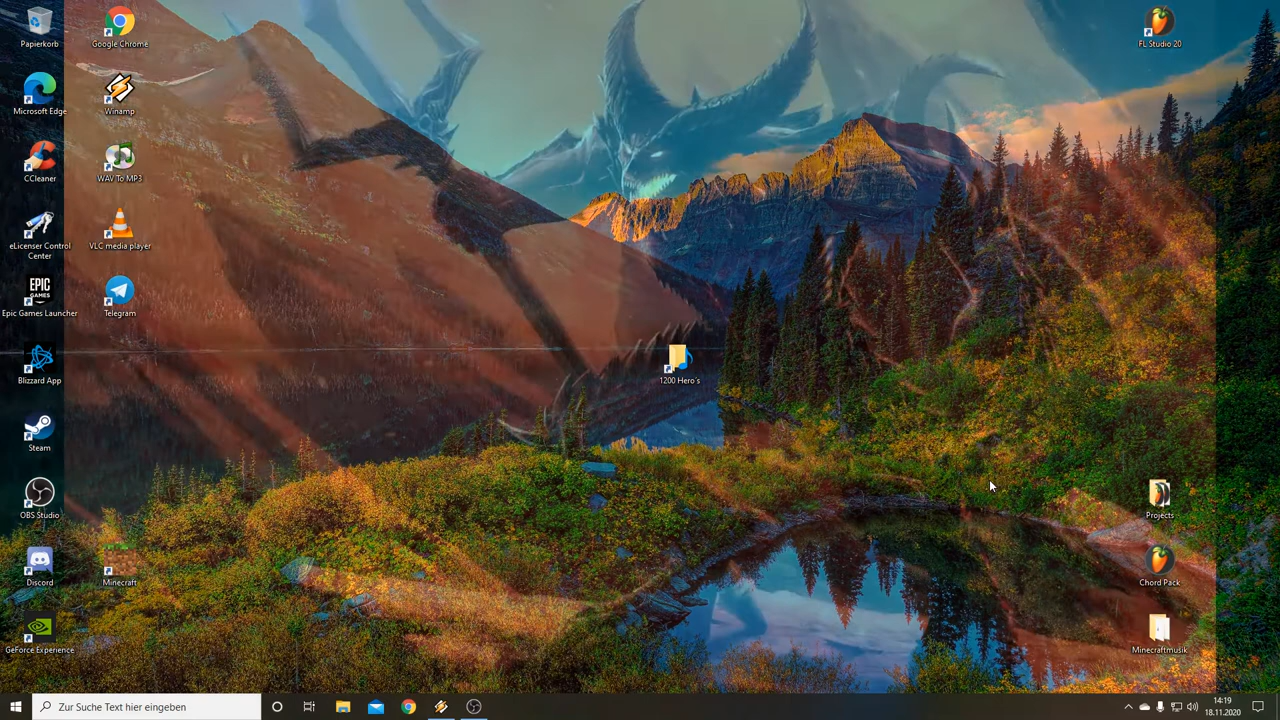 Papierkorb
Google Chrome
FL Studio 20
Microsoft Edge
Winamp
CCleaner
WAV To MP3
eLicenser Control
Center
VLC media player
EPIC
GAMES
Epic Games Launcher
Telegram
Blizzard App
1200 Hero's
Steam
OBS Studio
Projects
Discord
Minecraft
Chord Pack
GeForce Experience
Minecraftmusik
Zur Suche Text hier eingeben
14:19
18.11.2020